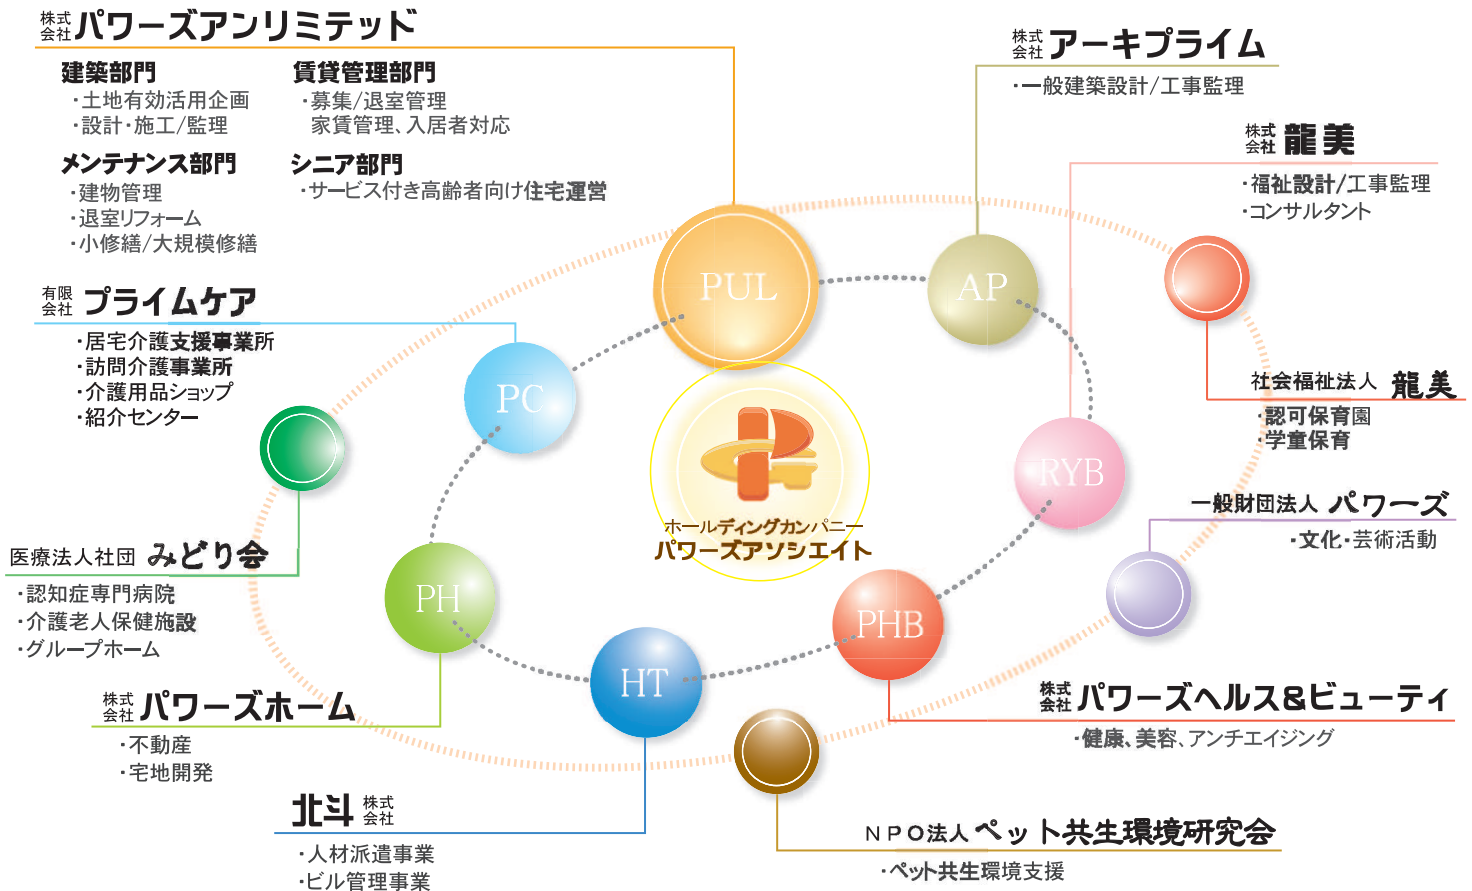 株式会社 パワーズアンリミテッド
建築部門
・土地有効活用企画
・設計・施工/監理
賃貸管理部門
・募集/退室管理
家賃管理、入居者対応
メンテナンス部門
・建物管理
・退室リフォーム
・小修繕/大規模修繕
シニア部門
・サービス付き高齢者向け住宅運営
株式会社 アーキプライム
・一般建築設計/工事監理
株式会社 龍美
・福祉設計/工事監理
・コンサルタント
有限会社 プライムケア
・居宅介護支援事業所
・訪問介護事業所
・介護用品ショップ
・紹介センター
PUL
AP
PC
RYB
PH
HT
PHB
ホールディングカンパニー
パワーズアソシエイト
社会福祉法人 龍美
・認可保育園
・学童保育
一般財団法人 パワーズ
・文化・芸術活動
医療法人社団 みどり会
・認知症専門病院
・介護老人保健施設
・グループホーム
株式会社 パワーズホーム
・不動産
・宅地開発
株式会社 パワーズヘルス&ビューティ
・健康、美容、アンチエイジング
北斗 株式会社
・人材派遣事業
・ビル管理事業
NPO法人 ペット共生環境研究会
・ペット共生環境支援